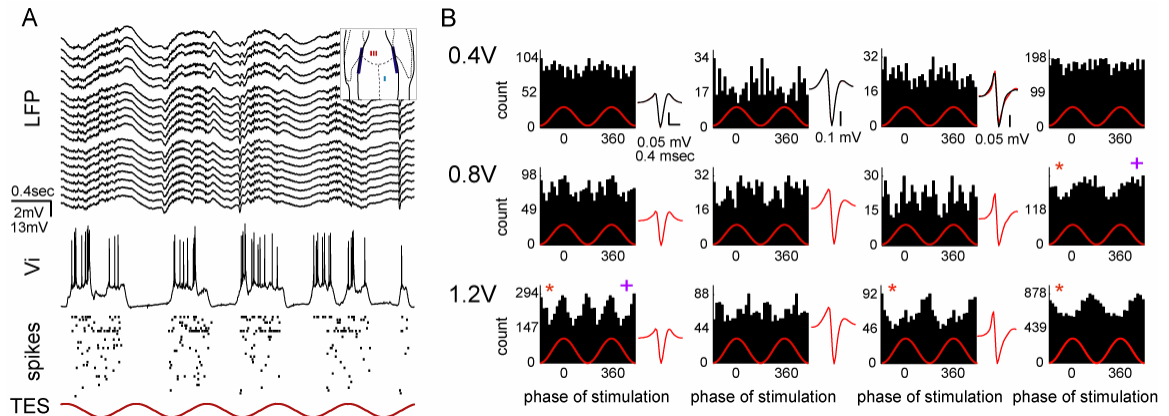 A
LFP
III
I
0.4sec
2mV
13mV
Vi
spikes
TES
B
0.4V
count
104
52
0
0 360
0.05 mV
0.4 msec
34
17
0
0 360
0.1 mV
32
16
0
0 360
0.05 mV
198
99
0
0 360
0.8V
count
98
49
0
0 360
32
16
0
0 360
30
15
0
0 360
*
+
118
0
0 360
1.2V
count
294
147
0
*
+
0 360
88
44
0
0 360
92
46
0
*
0 360
878
439
0
*
0 360
phase of stimulation
phase of stimulation
phase of stimulation
phase of stimulation